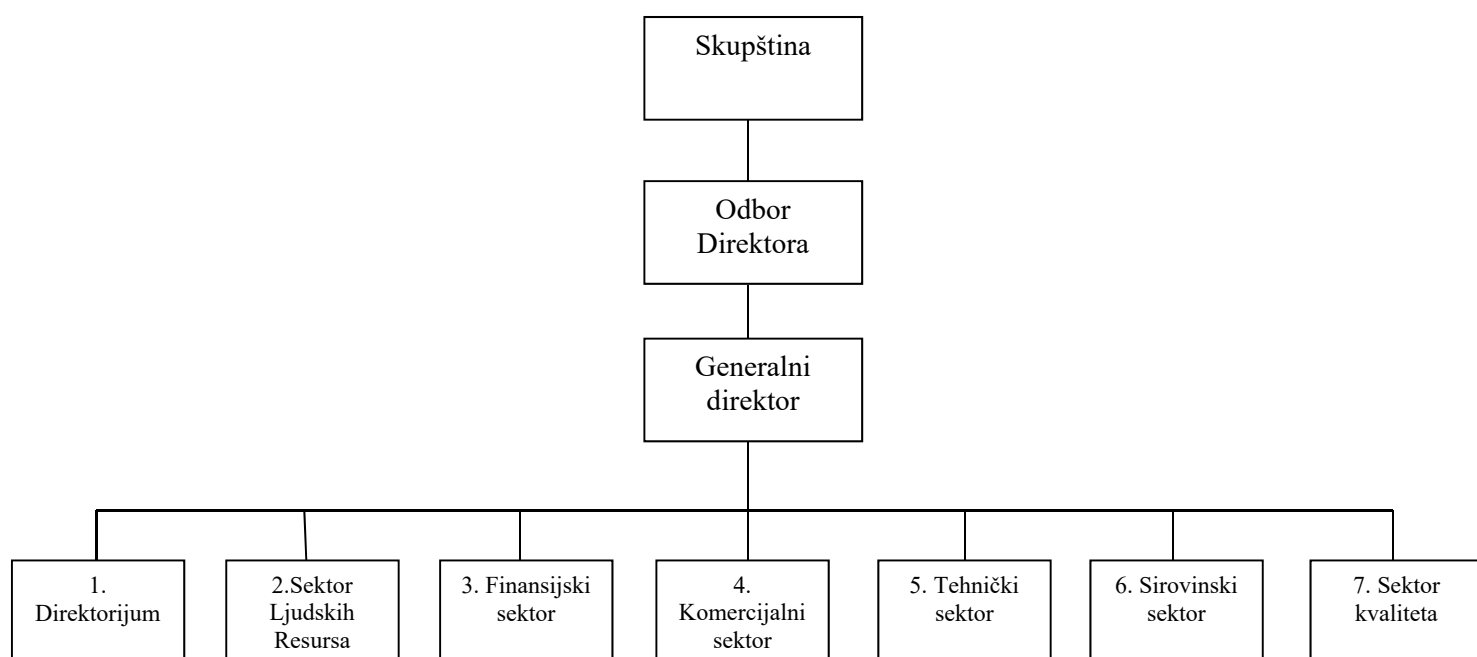 Skupština
Odbor
Direktora
Generalni
direktor
1.
Direktorijum
2.Sektor
Ljudskih
Resursa
3. Finansijski
sektor
4.
Komercijalni
sektor
5. Tehnički
sektor
6. Sirovinski
sektor
7. Sektor
kvaliteta